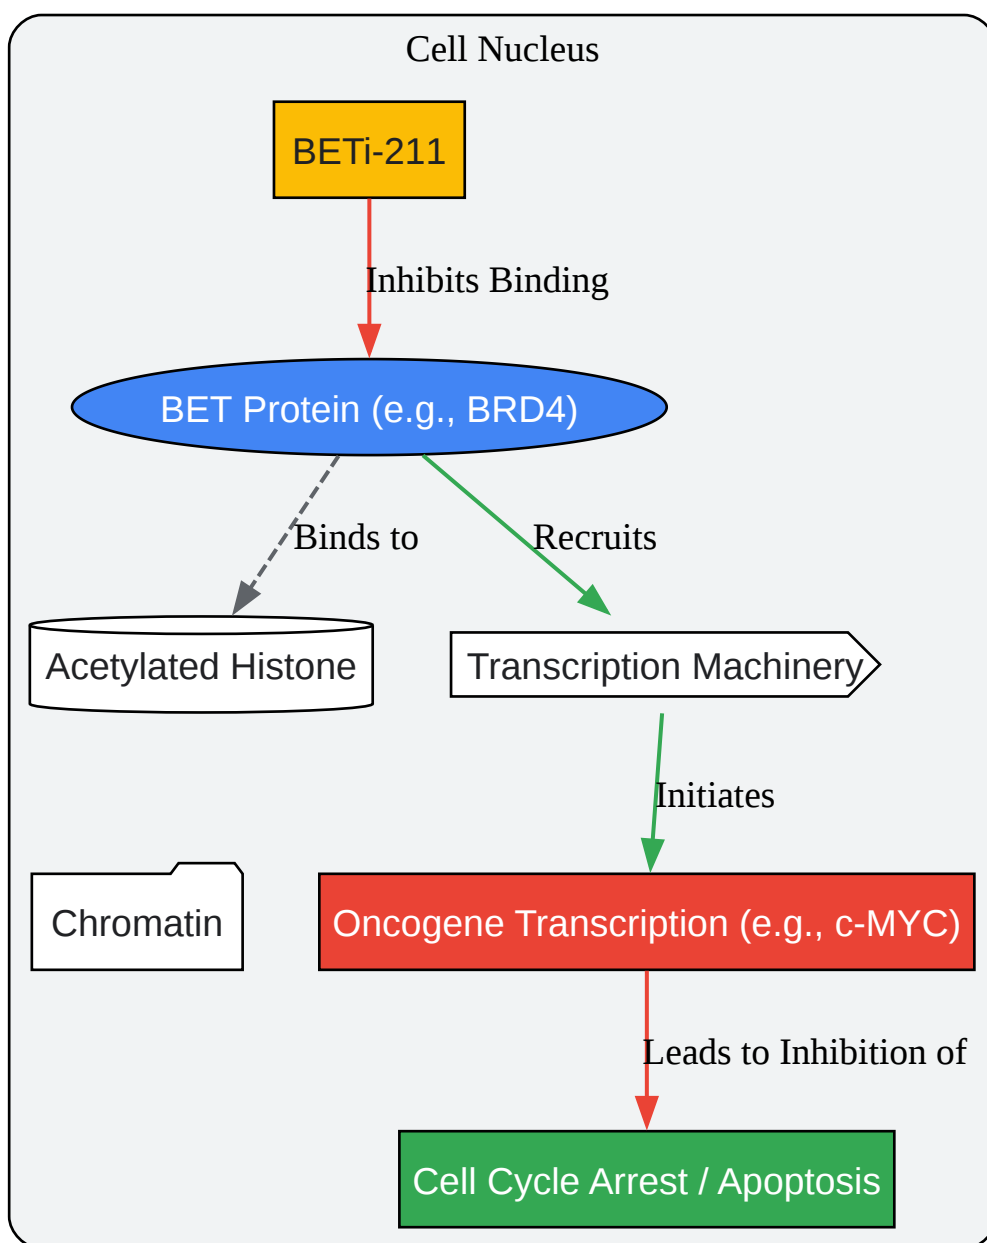 Cell Nucleus
BETi-211
Inhibits Binding
BET Protein (e.g., BRD4)
Binds to
Recruits
Acetylated Histone
Transcription Machinery
Initiates
Chromatin
Oncogene Transcription (e.g., c-MYC)
Leads to Inhibition of
Cell Cycle Arrest / Apoptosis